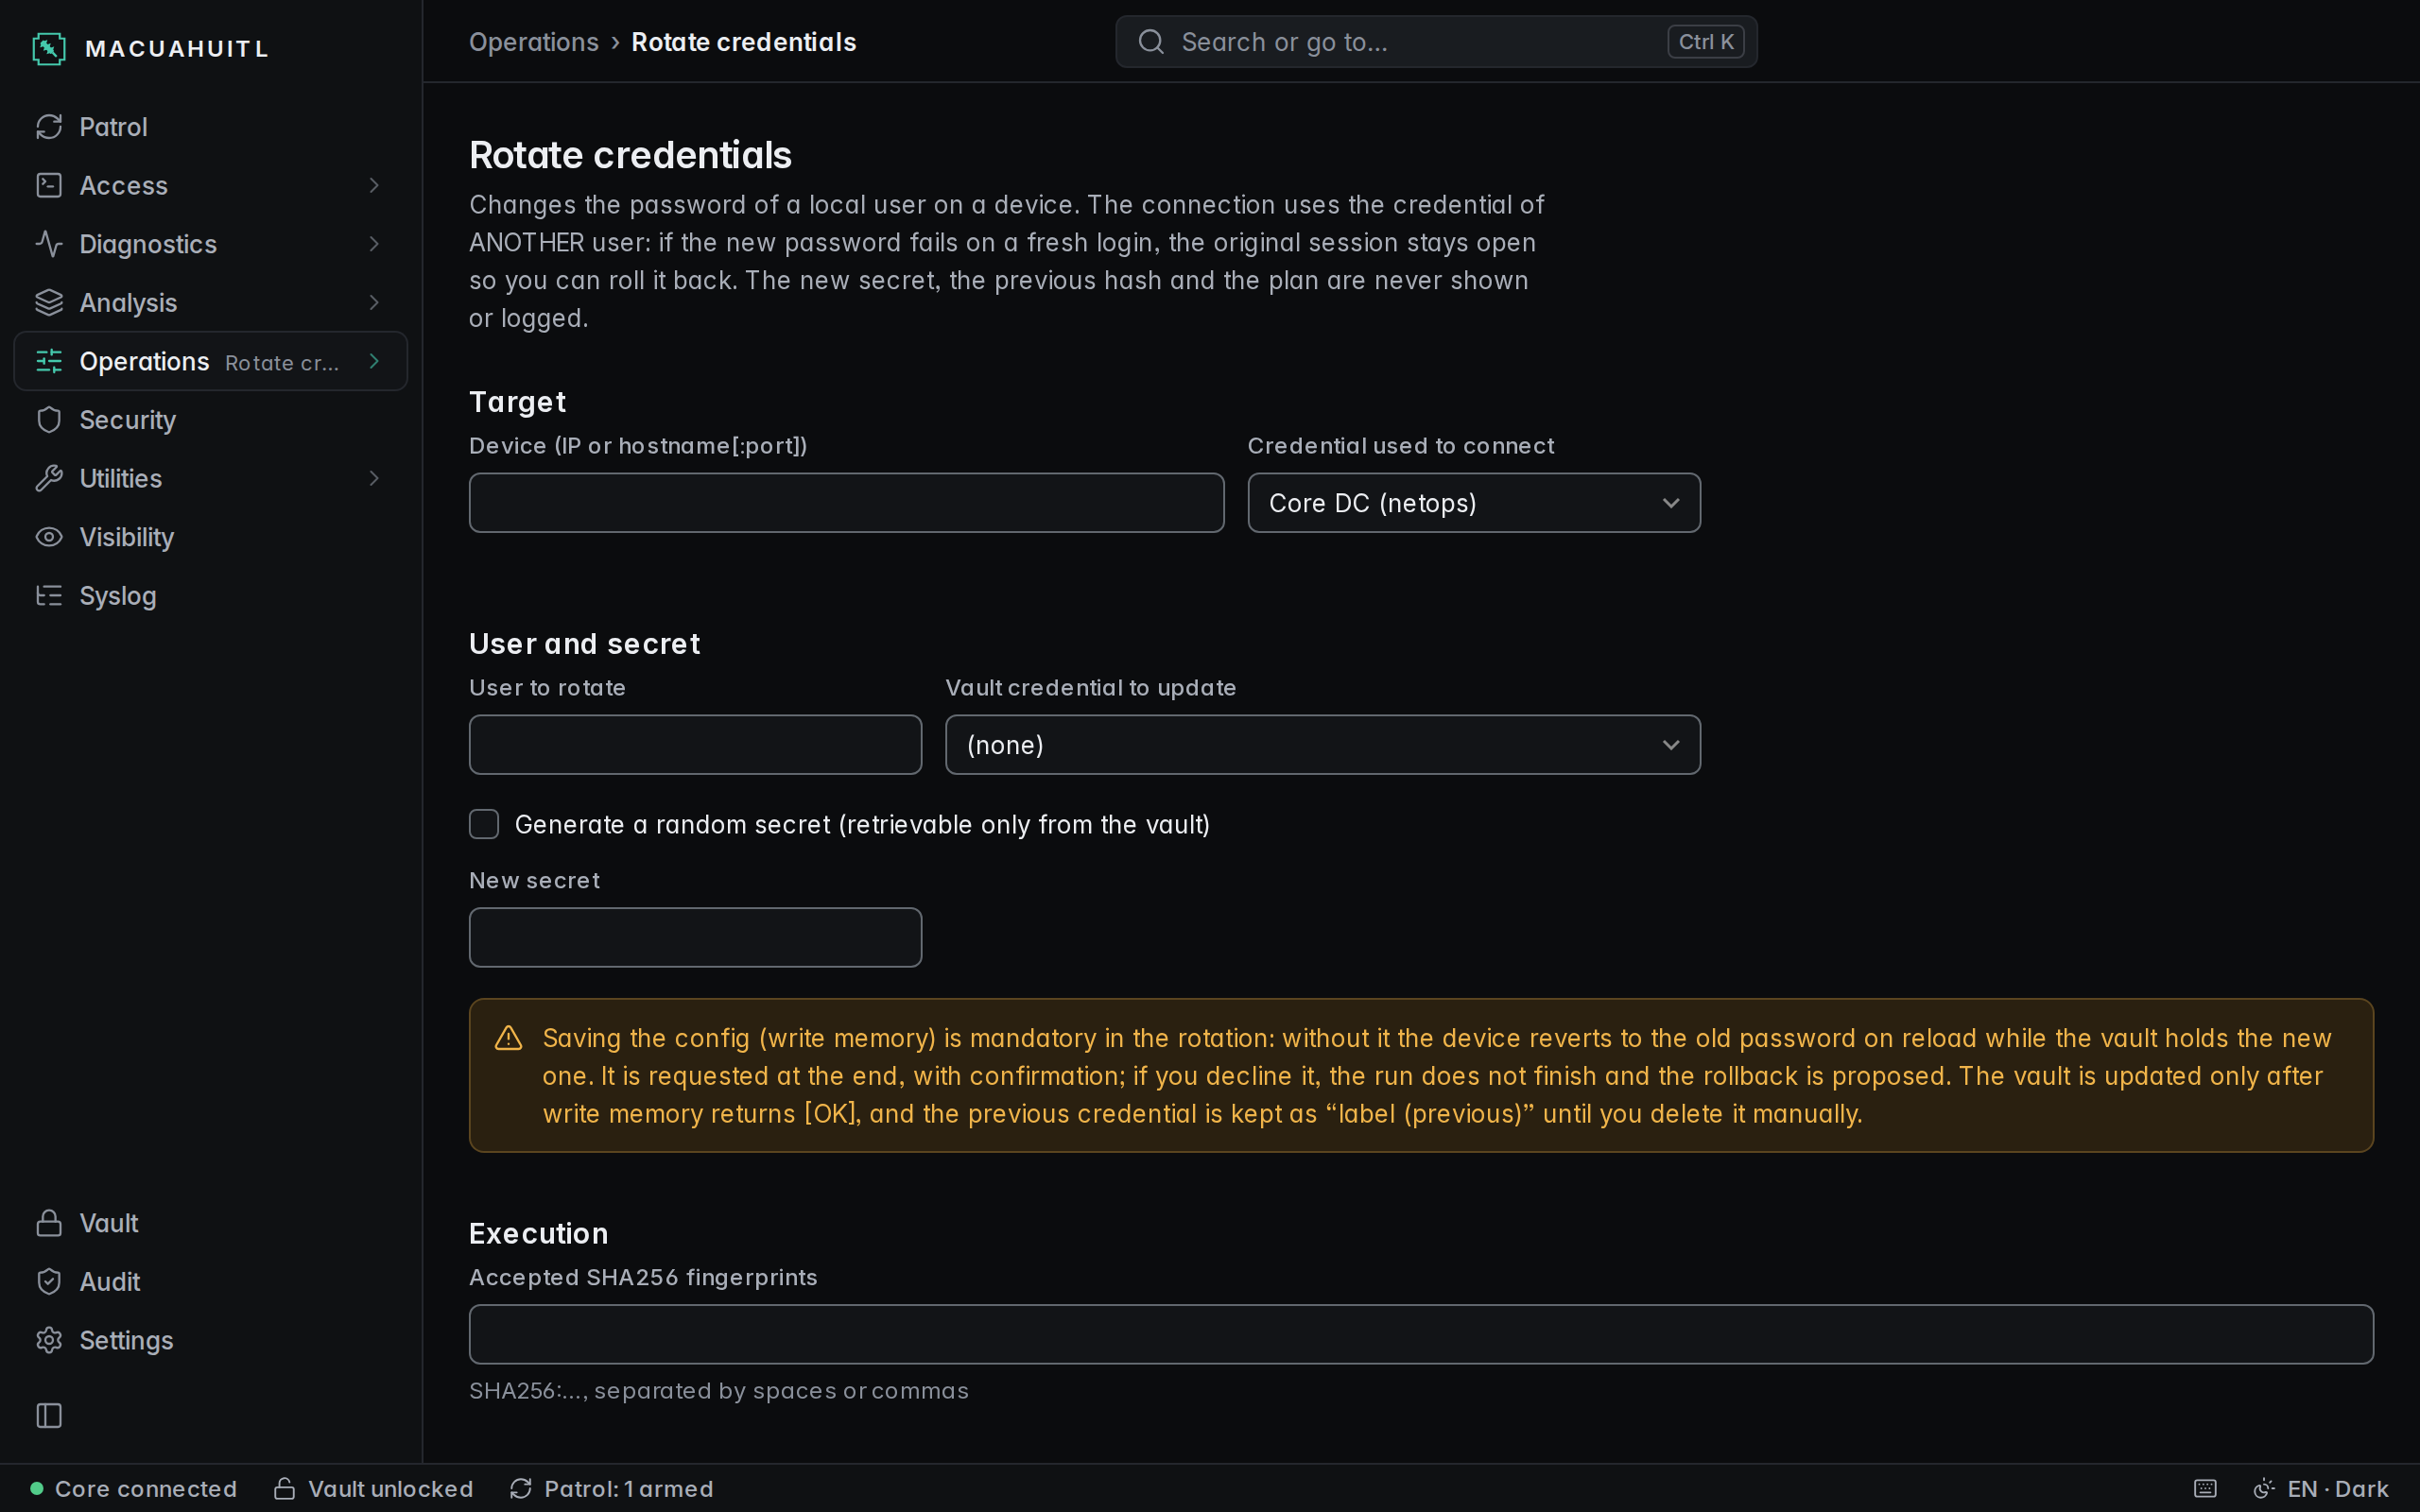 MACUAHUITL
Patrol
Access
Diagnostics
Analysis
Operations Rotate cr...
Security
Utilities
Visibility
Syslog
Vault
Audit
Settings
Operations › Rotate credentials
Search or go to... Ctrl K
Rotate credentials
Changes the password of a local user on a device. The connection uses the credential of
ANOTHER user: if the new password fails on a fresh login, the original session stays open
so you can roll it back. The new secret, the previous hash and the plan are never shown
or logged.
Target
Device (IP or hostname[:port]) Credential used to connect
Core DC (netops)
User and secret
User to rotate Vault credential to update
(none)
Generate a random secret (retrievable only from the vault)
New secret
Saving the config (write memory) is mandatory in the rotation: without it the device reverts to the old password on reload while the vault holds the new
one. It is requested at the end, with confirmation; if you decline it, the run does not finish and the rollback is proposed. The vault is updated only after
write memory returns [OK], and the previous credential is kept as “label (previous)” until you delete it manually.
Execution
Accepted SHA256 fingerprints
SHA256:..., separated by spaces or commas
Core connected Vault unlocked Patrol: 1 armed EN · Dark